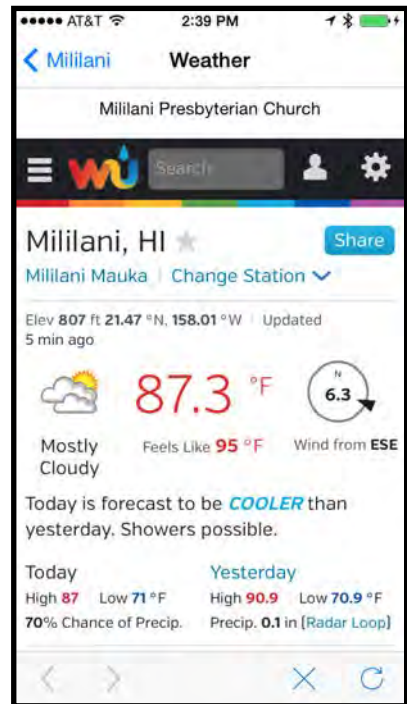 AT&T 2:39 PM
Mililani Weather
Mililani Presbyterian Church
wu Search
Mililani, HI Share
Mililani Mauka | Change Station
Elev 807 ft 21.47 °N, 158.01 °W | Updated
5 min ago
87.3 °F
N
6.3
Mostly
Cloudy
Feels Like 95 °F
Wind from ESE
Today is forecast to be COOLER than
yesterday. Showers possible.
Today Yesterday
High 87 Low 71 °F High 90.9 Low 70.9 °F
70% Chance of Precip. Precip. 0.1 in [Radar Loop]